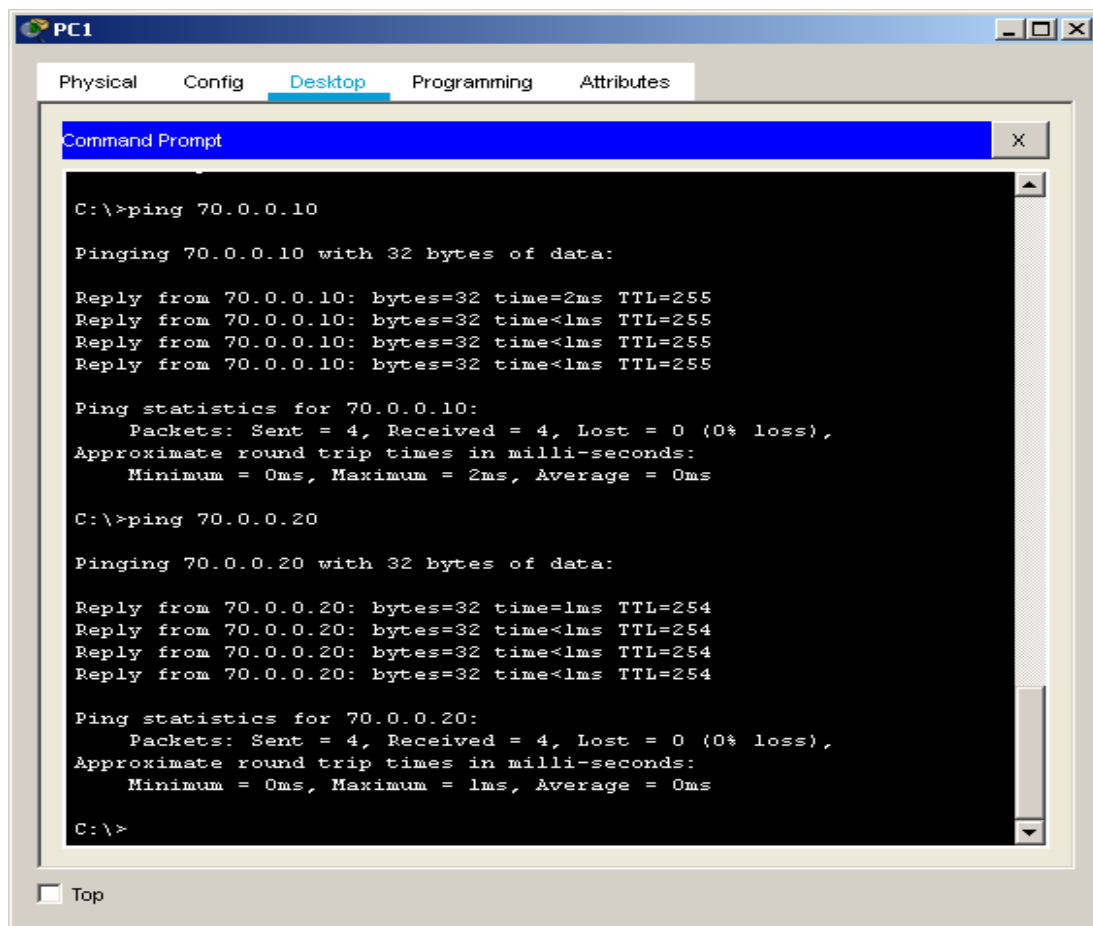 PC1
Physical Config Desktop Programming Attributes
Command Prompt
X
C:\>ping 70.0.0.10
Pinging 70.0.0.10 with 32 bytes of data:
Reply from 70.0.0.10: bytes=32 time=2ms TTL=255
Reply from 70.0.0.10: bytes=32 time<1ms TTL=255
Reply from 70.0.0.10: bytes=32 time<1ms TTL=255
Reply from 70.0.0.10: bytes=32 time<1ms TTL=255
Ping statistics for 70.0.0.10:
Packets: Sent = 4, Received = 4, Lost = 0 (0% loss),
Approximate round trip times in milli-seconds:
Minimum = 0ms, Maximum = 2ms, Average = 0ms
C:\>ping 70.0.0.20
Pinging 70.0.0.20 with 32 bytes of data:
Reply from 70.0.0.20: bytes=32 time=1ms TTL=254
Reply from 70.0.0.20: bytes=32 time<1ms TTL=254
Reply from 70.0.0.20: bytes=32 time<1ms TTL=254
Reply from 70.0.0.20: bytes=32 time<1ms TTL=254
Ping statistics for 70.0.0.20:
Packets: Sent = 4, Received = 4, Lost = 0 (0% loss),
Approximate round trip times in milli-seconds:
Minimum = 0ms, Maximum = 1ms, Average = 0ms
C:\>
Top